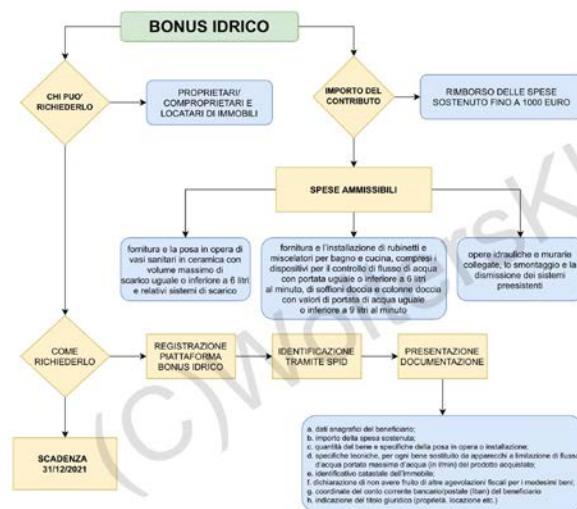 BONUS IDRICO
CHI PUO'
RICHIEDERLO
PROPRIETARI/
COMPROPRIETARI E
LOCATARI DI IMMOBILI
IMPORTO DEL
CONTRIBUTO
RIMBORSO DELLE SPESE
SOSTENUTO FINO A 1000 EURO
SPESE AMMISSIBILI
fornitura e la posa in opera di
vasi sanitari in ceramica con
volume massimo di
scarico uguale o inferiore a 6 litri
e relativi sistemi di scarico
fornitura e l'installazione di rubinetti e
miscelatori per bagno e cucina, compresi i
dispositivi per il controllo di flusso di acqua
con portata uguale o inferiore a 6 litri
al minuto, di soffioni doccia e colonne doccia
con valori di portata di acqua uguale
o inferiore a 9 litri al minuto
opere idrauliche e murarie
collegate, lo smontaggio e la
dismissione dei sistemi
preesistenti
COME
RICHIEDERLO
REGISTRAZIONE
PIATTAFORMA
BONUS IDRICO
IDENTIFICAZIONE
TRAMITE SPID
PRESENTAZIONE
DOCUMENTAZIONE
SCADENZA
31/12/2021
a. dati anagrafici del beneficiario;
b. importo della spesa sostenuta;
c. quantità del bene e specifiche della posa in opera o installazione;
d. specifiche tecniche, per ogni bene sostituito da apparecchi a limitazione di flusso
d'acqua portata massima d'acqua (in l/min) del prodotto acquistato;
e. identificativo catastale dell'immobile;
f. dichiarazione di non avere fruito di altre agevolazioni fiscali per i medesimi beni;
g. coordinate del conto corrente bancario/postale (Iban) del beneficiario
h. indicazione del titolo giuridico (proprietà, locazione etc.)